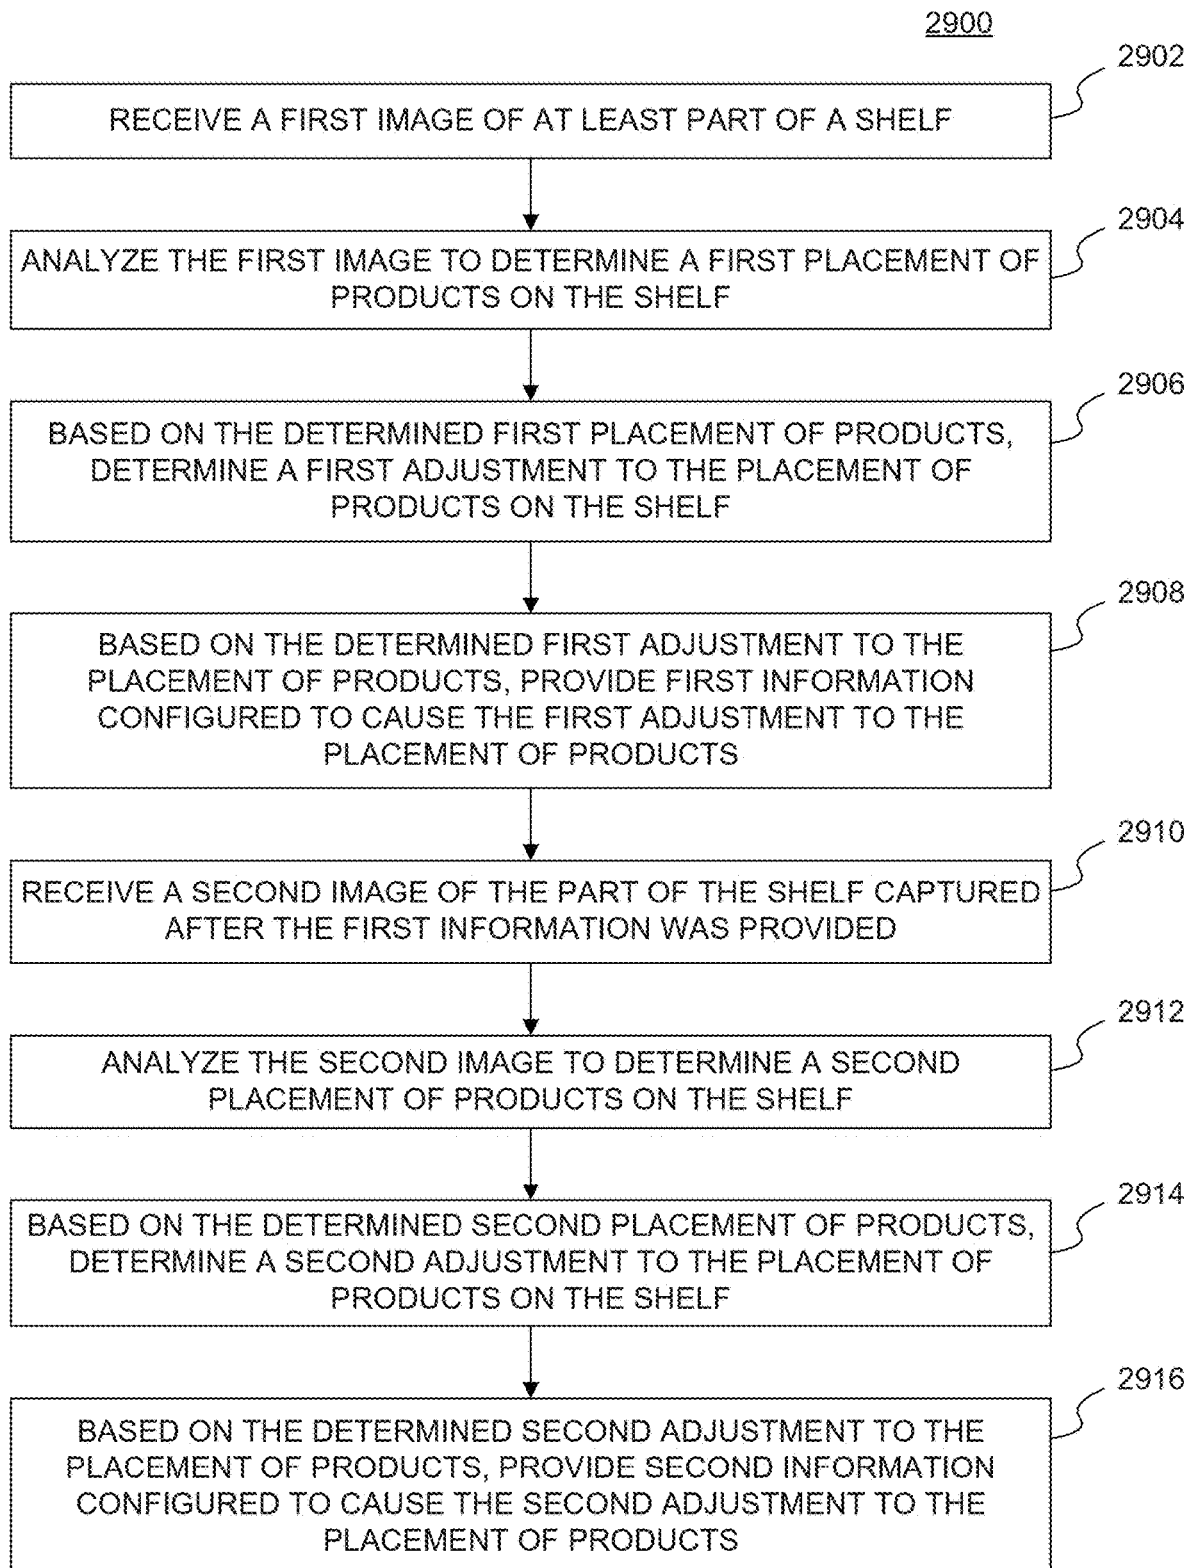 2900
2902
RECEIVE A FIRST IMAGE OF AT LEAST PART OF A SHELF
2904
ANALYZE THE FIRST IMAGE TO DETERMINE A FIRST PLACEMENT OF
PRODUCTS ON THE SHELF
2906
BASED ON THE DETERMINED FIRST PLACEMENT OF PRODUCTS,
DETERMINE A FIRST ADJUSTMENT TO THE PLACEMENT OF
PRODUCTS ON THE SHELF
2908
BASED ON THE DETERMINED FIRST ADJUSTMENT TO THE
PLACEMENT OF PRODUCTS, PROVIDE FIRST INFORMATION
CONFIGURED TO CAUSE THE FIRST ADJUSTMENT TO THE
PLACEMENT OF PRODUCTS
2910
RECEIVE A SECOND IMAGE OF THE PART OF THE SHELF CAPTURED
AFTER THE FIRST INFORMATION WAS PROVIDED
2912
ANALYZE THE SECOND IMAGE TO DETERMINE A SECOND
PLACEMENT OF PRODUCTS ON THE SHELF
2914
BASED ON THE DETERMINED SECOND PLACEMENT OF PRODUCTS,
DETERMINE A SECOND ADJUSTMENT TO THE PLACEMENT OF
PRODUCTS ON THE SHELF
2916
BASED ON THE DETERMINED SECOND ADJUSTMENT TO THE
PLACEMENT OF PRODUCTS, PROVIDE SECOND INFORMATION
CONFIGURED TO CAUSE THE SECOND ADJUSTMENT TO THE
PLACEMENT OF PRODUCTS